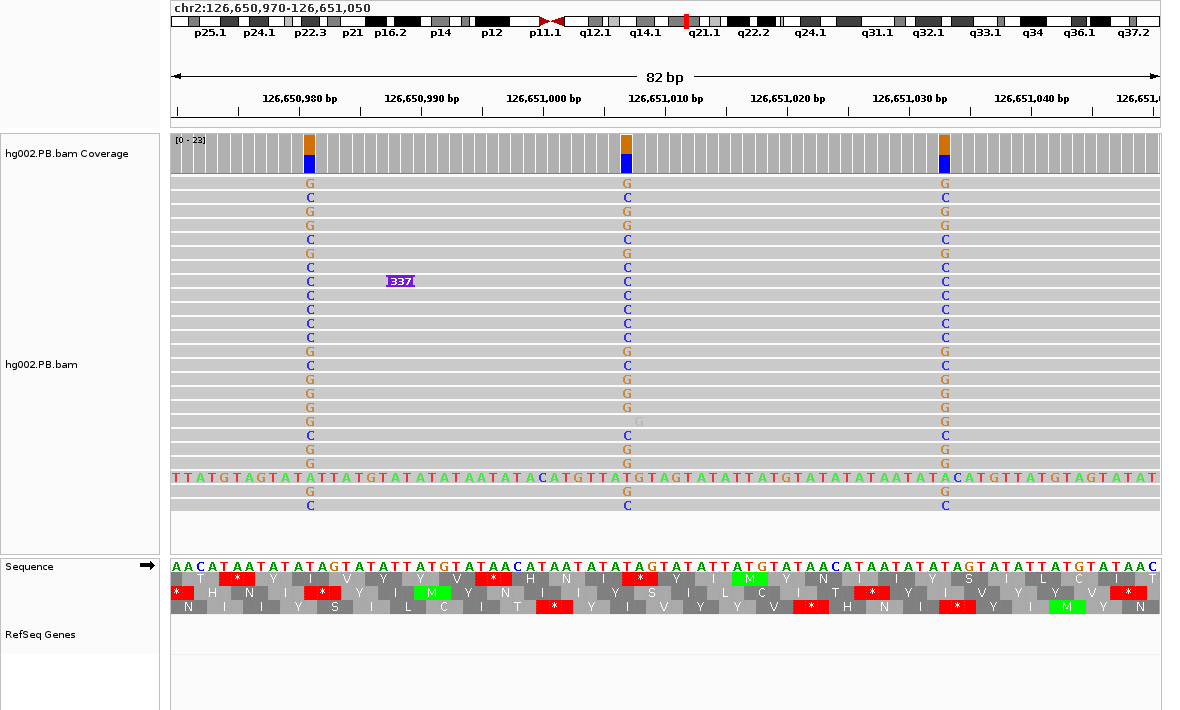 chr2:126,650,970-126,651,050
p25.1 p24.1 p22.3 p21 p16.2 p14 p12 p11.1 q12.1 q14.1 q21.1 q22.2 q24.1 q31.1 q32.1 q33.1 q34 q36.1 q37.2
82 bp
126,650,980 bp 126,650,990 bp 126,651,000 bp 126,651,010 bp 126,651,020 bp 126,651,030 bp 126,651,040 bp 126,651,0
hg002.PB.bam Coverage
[0 - 23]
hg002.PB.bam
G G G
C C C
G G G
G G G
C C C
G G G
C C C
C 337 C C
C C C
C C C
C C C
C C C
G G G
C C C
G G G
G G G
G G G
G G G
C C C
G G G
G G G
TTATGTAGTATATTATGTATATATAATATACATGTTATGTAGTATATTATGTATATATAATATACATGTTATGTAGTATAT
G G G
C C C
Sequence
AACATAATATATAGTATATTATGTATAACATAATATATAGTATATTATGTATAACATAATATATAGTATATTATGTATAAC
T * Y I V Y Y V * H N I * Y I M Y N I I Y S I L C I T
* H N I * Y I M Y N I I Y S I L C I T * Y I V Y Y V *
N I I Y S I L C I T * Y I V Y Y V * H N I * Y I M Y N
RefSeq Genes